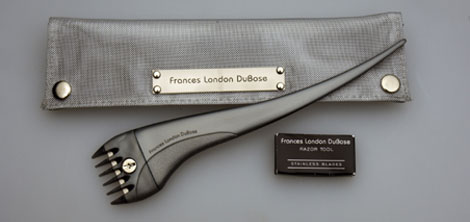 Frances London DuBose
Frances London DuBose
Frances London DuBose
RAZOR TOOL
STAINLESS BLADES